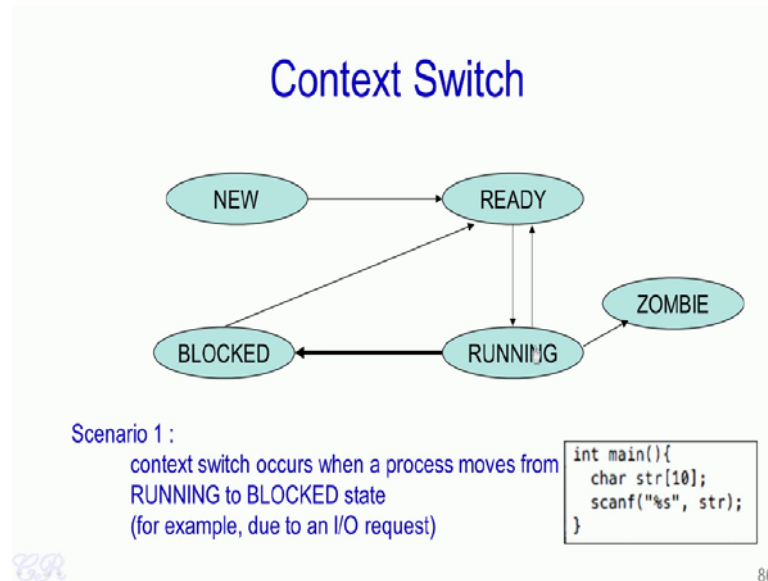 Context Switch
NEW
READY
ZOMBIE
BLOCKED
RUNNING
Scenario 1 :
context switch occurs when a process moves from
RUNNING to BLOCKED state
(for example, due to an I/O request)
int main(){
char str[10];
scanf("%s", str);
}
CR